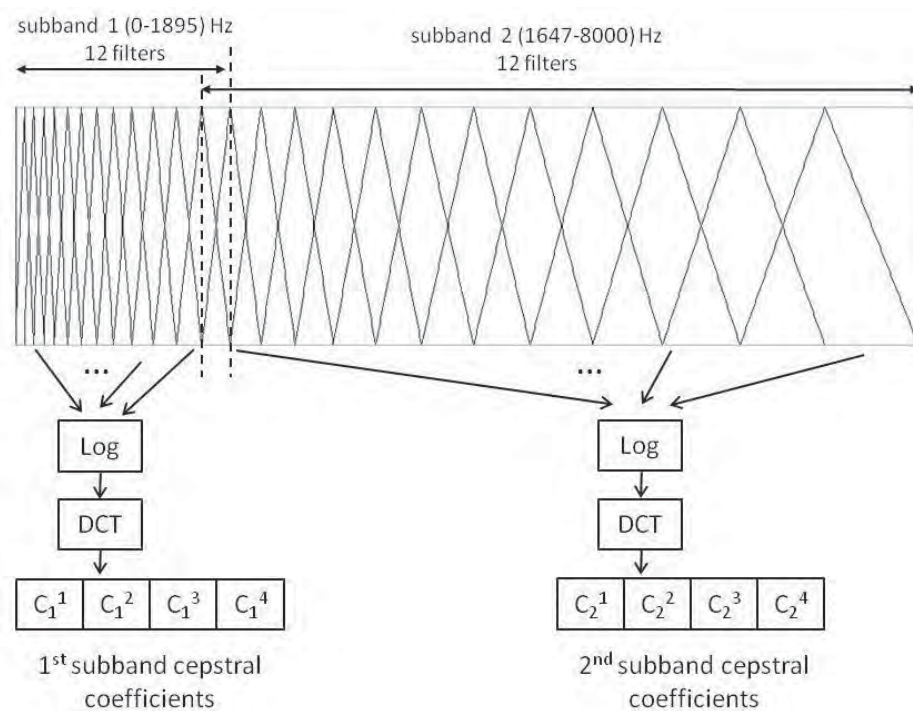 subband 1 (0-1895) Hz
12 filters
subband 2 (1647-8000) Hz
12 filters
...
...
Log
Log
DCT
DCT
C₁¹ C₁² C₁³ C₁⁴
C₂¹ C₂² C₂³ C₂⁴
1ˢᵗ subband cepstral
coefficients
2ⁿᵈ subband cepstral
coefficients